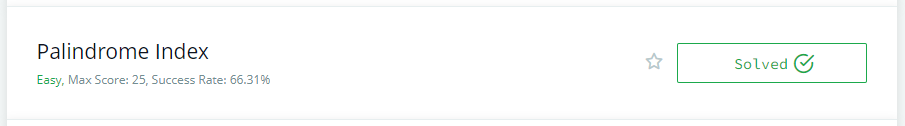 Palindrome Index
Easy, Max Score: 25, Success Rate: 66.31%
Solved